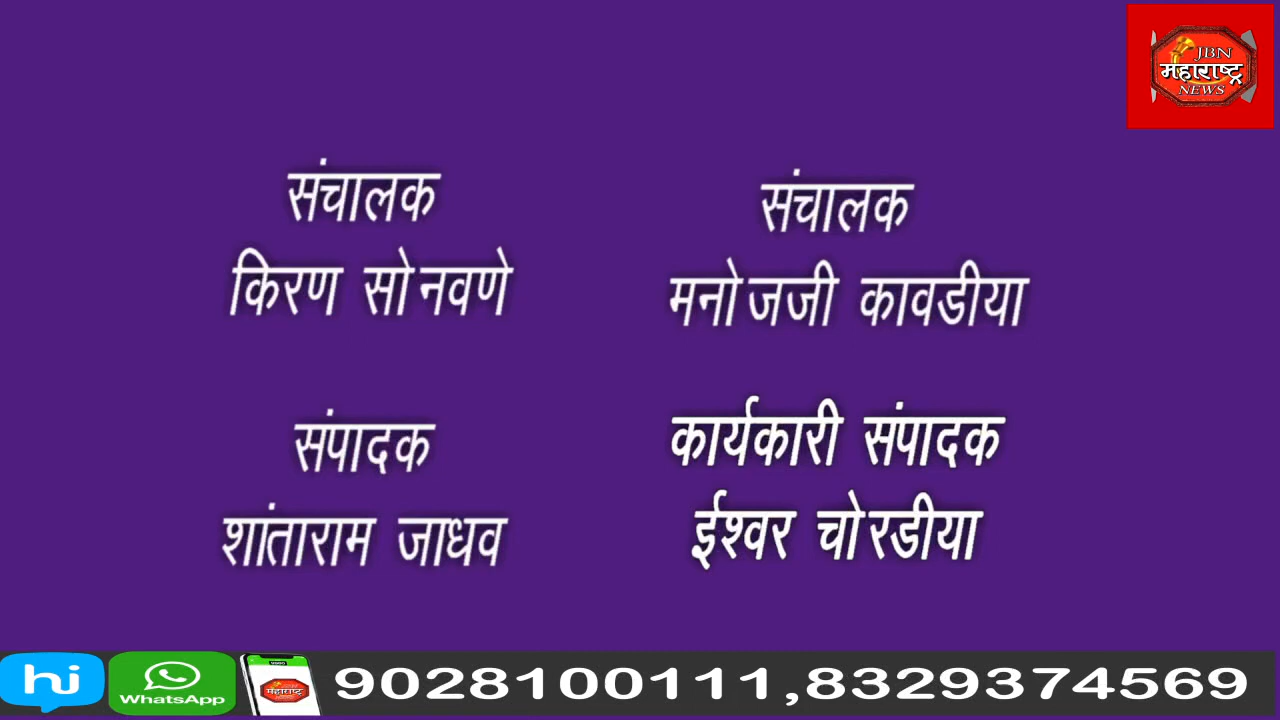 JBN
महाराष्ट्र
NEWS
संचालक
किरण सोनवणे
संचालक
मनोजजी कावडीया
संपादक
शांताराम जाधव
कार्यकारी संपादक
ईश्वर चोरडीया
hi
WhatsApp
महाराष्ट्र
9028100111,8329374569